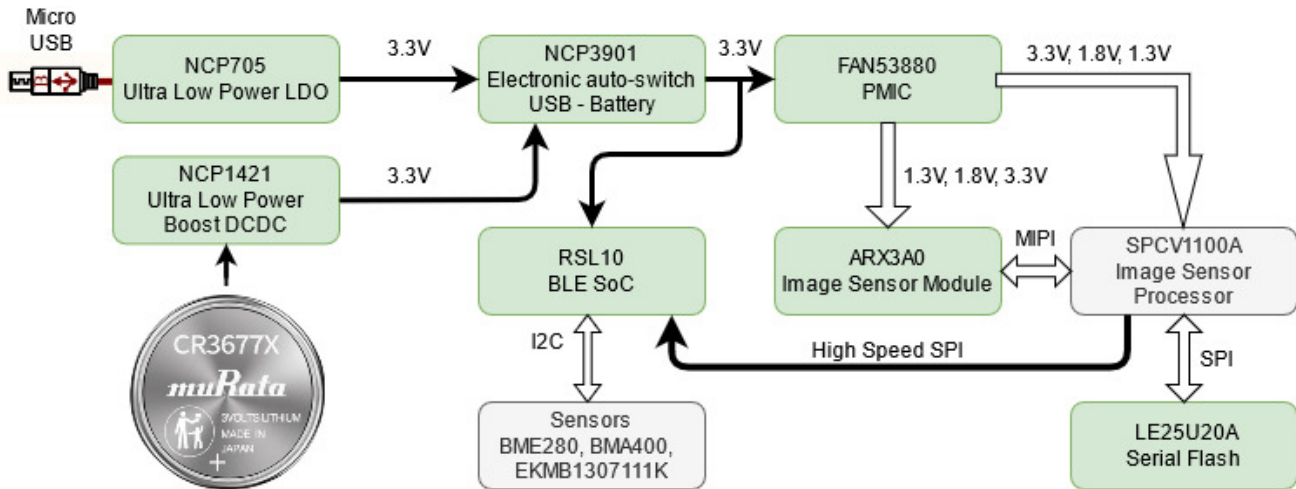 Micro
USB
NCP705
Ultra Low Power LDO
3.3V
NCP3901
Electronic auto-switch
USB - Battery
3.3V
FAN53880
PMIC
3.3V, 1.8V, 1.3V
NCP1421
Ultra Low Power
Boost DCDC
3.3V
1.3V, 1.8V, 3.3V
RSL10
BLE SoC
ARX3A0
Image Sensor Module
MIPI
SPCV1100A
Image Sensor
Processor
I2C
High Speed SPI
SPI
CR3677X
muRata
3VOLTS LITHIUM
MADE IN
JAPAN
+
Sensors
BME280, BMA400,
EKMB1307111K
LE25U20A
Serial Flash